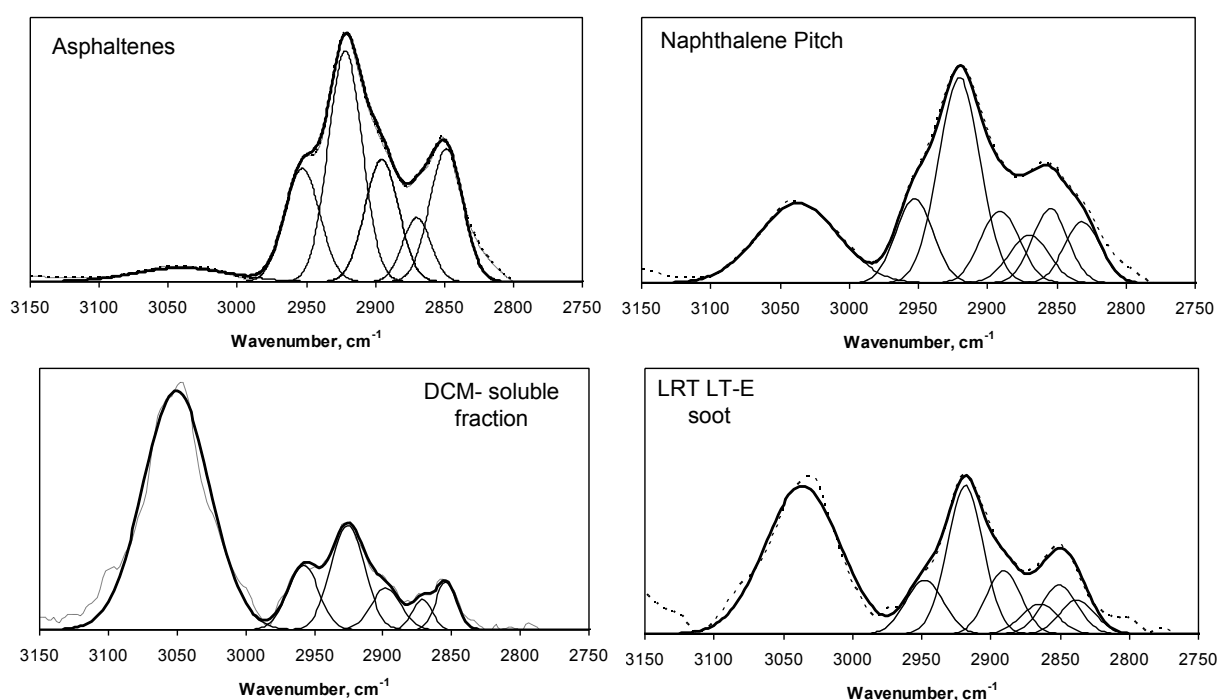 Asphaltenes
3150 3100 3050 3000 2950 2900 2850 2800 2750
Wavenumber, cm-1
Naphthalene Pitch
3150 3100 3050 3000 2950 2900 2850 2800 2750
Wavenumber, cm-1
DCM- soluble
fraction
3150 3100 3050 3000 2950 2900 2850 2800 2750
Wavenumber, cm-1
LRT LT-E
soot
3150 3100 3050 3000 2950 2900 2850 2800 2750
Wavenumber, cm-1